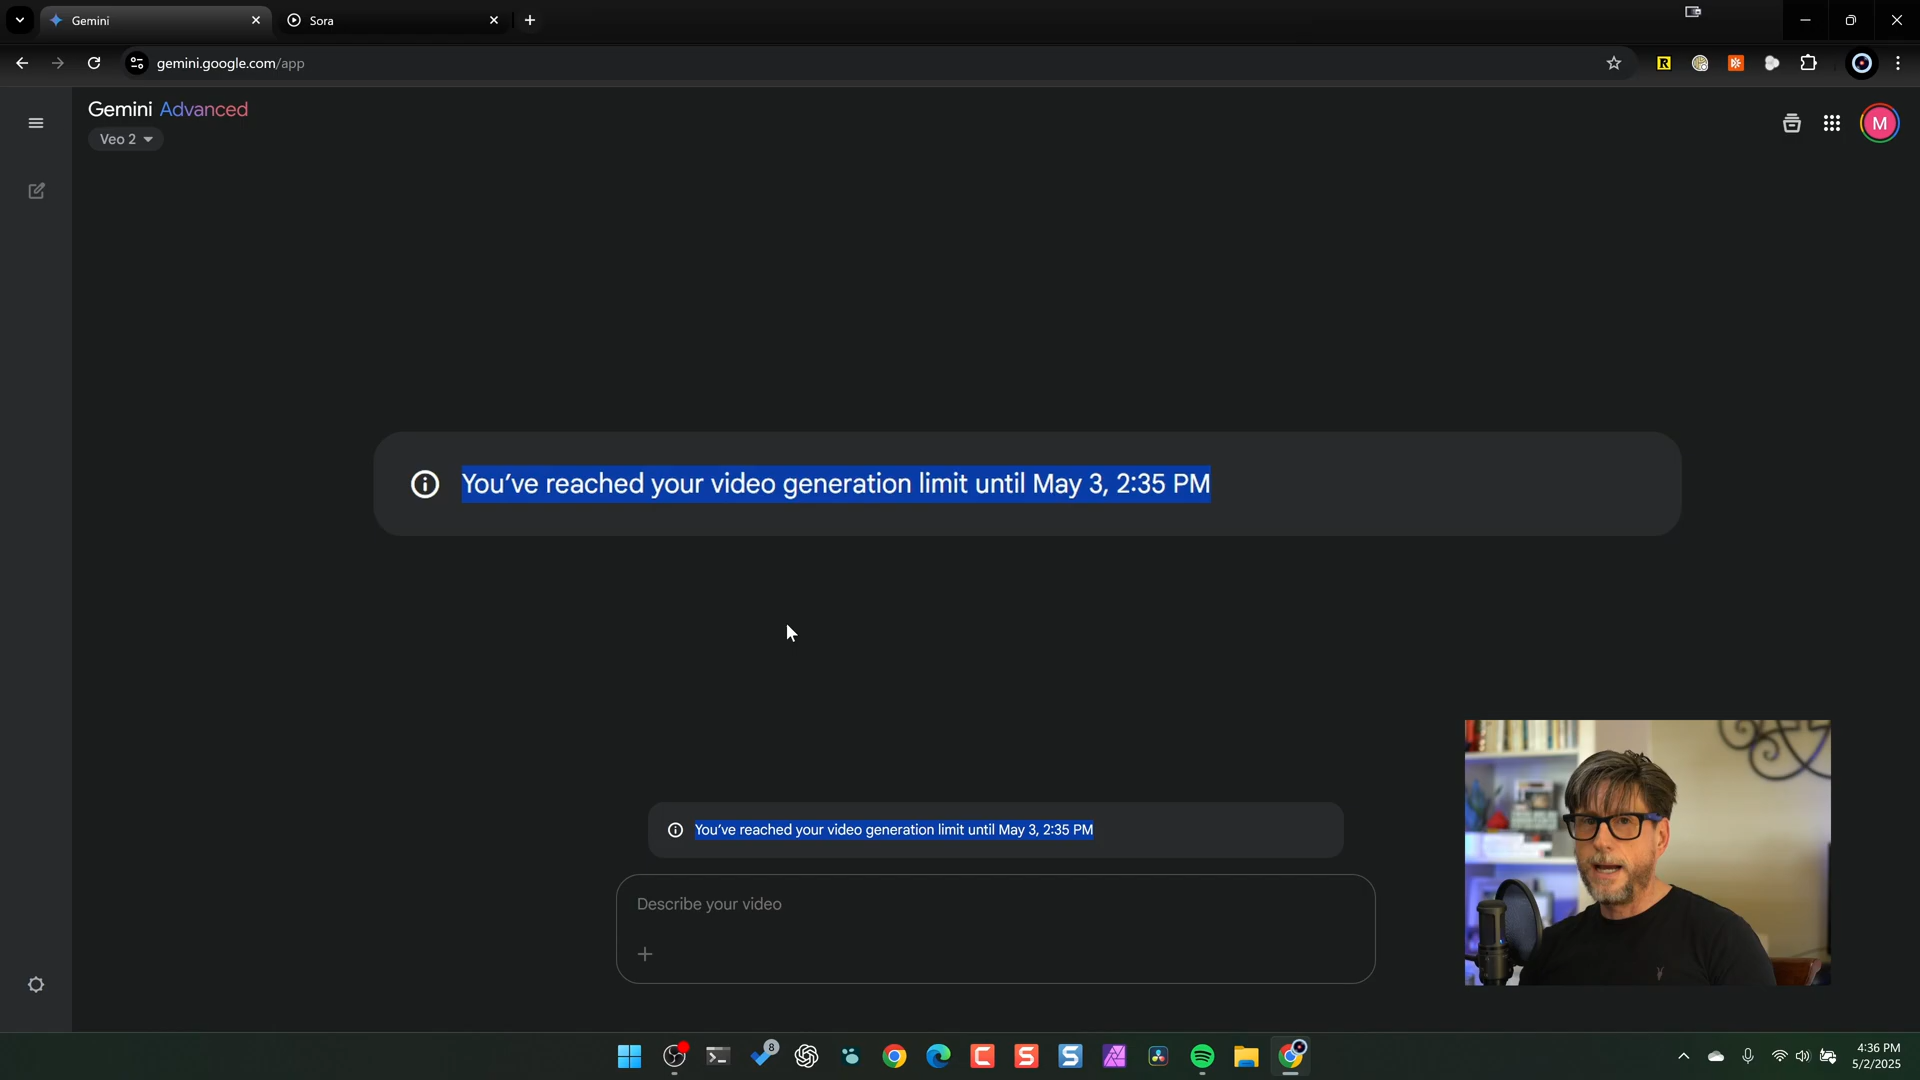 Gemini
Sora
gemini.google.com/app
Gemini Advanced
Veo 2
M
You've reached your video generation limit until May 3, 2:35 PM
You've reached your video generation limit until May 3, 2:35 PM
Describe your video
8
4:36 PM
5/2/2025